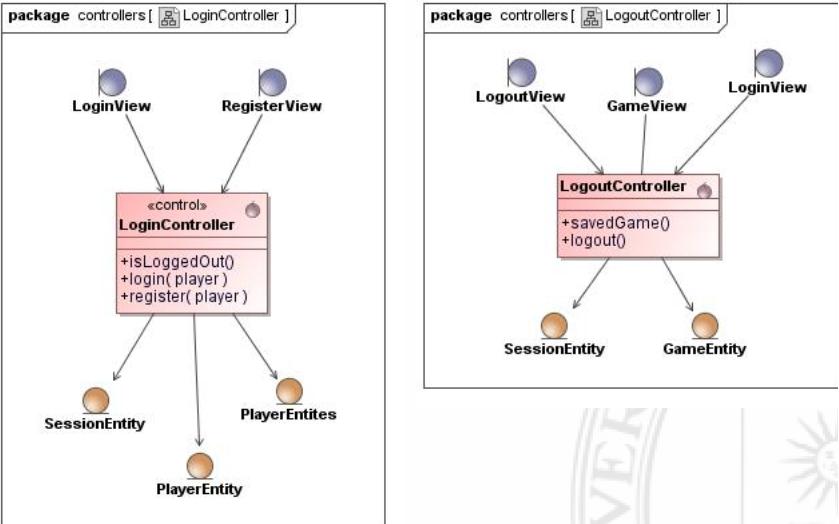 package controllers [ LoginController ]
LoginView
RegisterView
«control»
LoginController
+isLoggedOut()
+login( player )
+register( player )
SessionEntity
PlayerEntites
PlayerEntity
package controllers [ LogoutController ]
LogoutView
GameView
LoginView
LogoutController
+savedGame()
+logout()
SessionEntity
GameEntity
VER